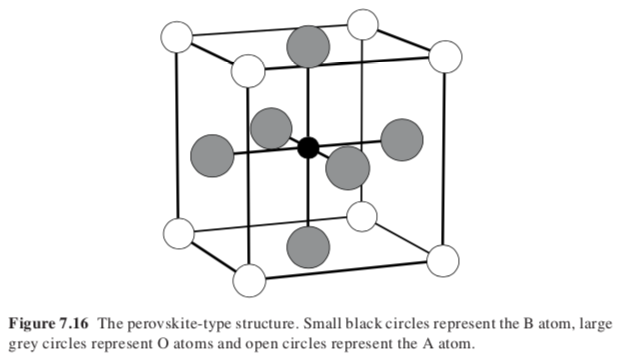 Figure 7.16 The perovskite-type structure. Small black circles represent the B atom, large
grey circles represent O atoms and open circles represent the A atom.